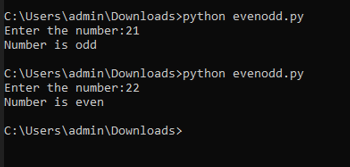 C:\Users\admin\Downloads>python evenodd.py
Enter the number:21
Number is odd
C:\Users\admin\Downloads>python evenodd.py
Enter the number:22
Number is even
C:\Users\admin\Downloads>